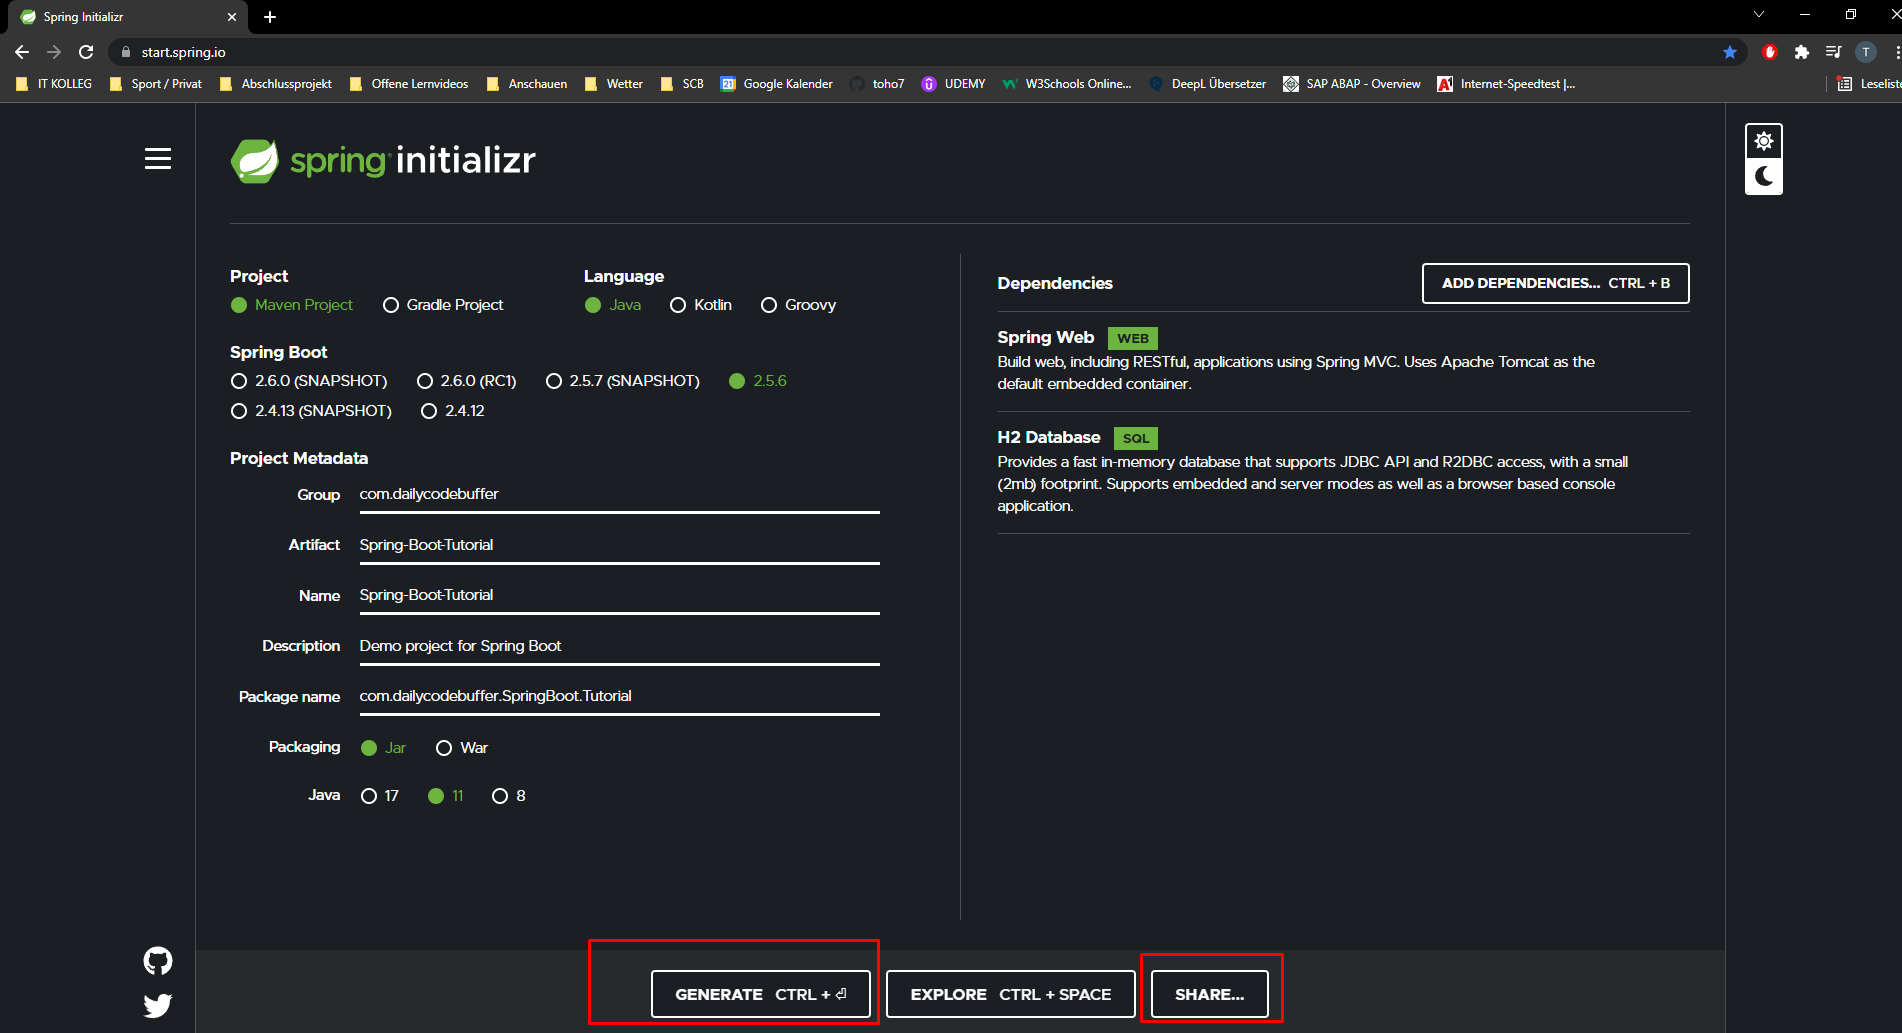 Spring Initializr
start.spring.io
T
IT KOLLEG Sport / Privat Abschlussprojekt Offene Lernvideos Anschauen Wetter SCB 21 Google Kalender toho7 UDEMY W3Schools Online... DeepL Übersetzer SAP ABAP - Overview Internet-Speedtest |... Leseliste
spring initializr
Project
Maven Project Gradle Project
Language
Java Kotlin Groovy
Spring Boot
2.6.0 (SNAPSHOT) 2.6.0 (RC1) 2.5.7 (SNAPSHOT) 2.5.6
2.4.13 (SNAPSHOT) 2.4.12
Project Metadata
Group com.dailycodebuffer
Artifact Spring-Boot-Tutorial
Name Spring-Boot-Tutorial
Description Demo project for Spring Boot
Package name com.dailycodebuffer.SpringBoot.Tutorial
Packaging Jar War
Java 17 11 8
Dependencies
ADD DEPENDENCIES... CTRL + B
Spring Web WEB
Build web, including RESTful, applications using Spring MVC. Uses Apache Tomcat as the
default embedded container.
H2 Database SQL
Provides a fast in-memory database that supports JDBC API and R2DBC access, with a small
(2mb) footprint. Supports embedded and server modes as well as a browser based console
application.
GENERATE CTRL + ⏎
EXPLORE CTRL + SPACE
SHARE...